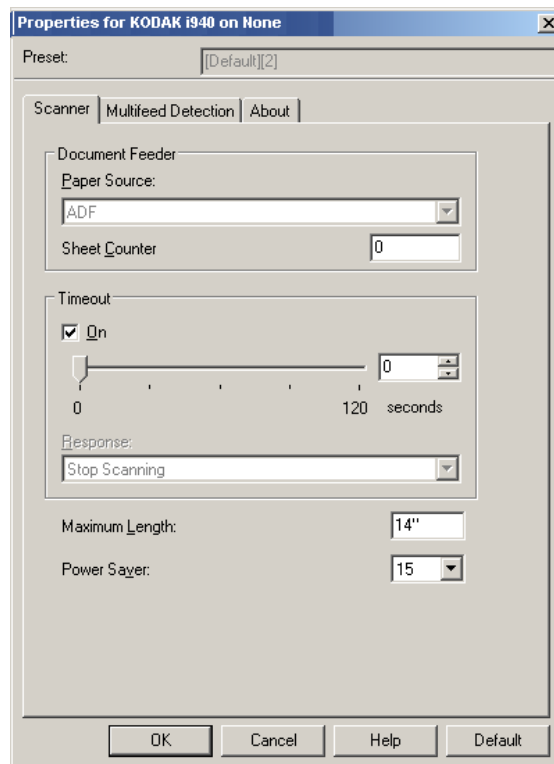 Properties for KODAK i940 on None
Preset: [Default][2]
Scanner Multifeed Detection About
Document Feeder
Paper Source:
ADF
Sheet Counter 0
Timeout
On
0
0 120 seconds
Response:
Stop Scanning
Maximum Length: 14"
Power Saver: 15
OK Cancel Help Default